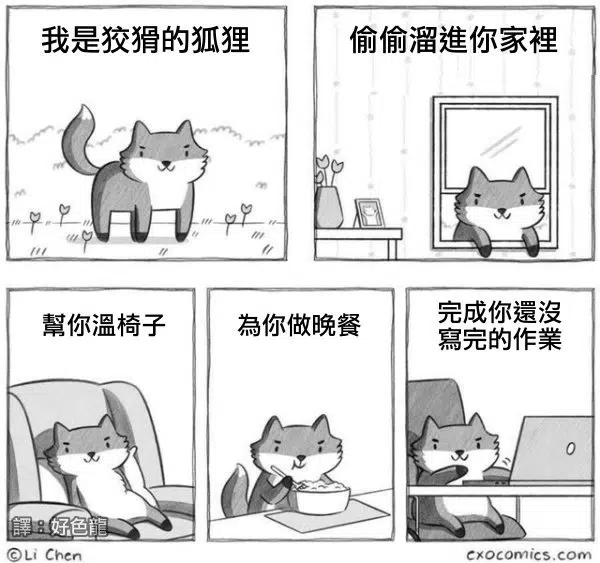 我是狡猾的狐狸
偷偷溜進你家裡
幫你溫椅子
為你做晚餐
完成你還沒
寫完的作業
譯：好色龍
©Li Chen
exocomics.com